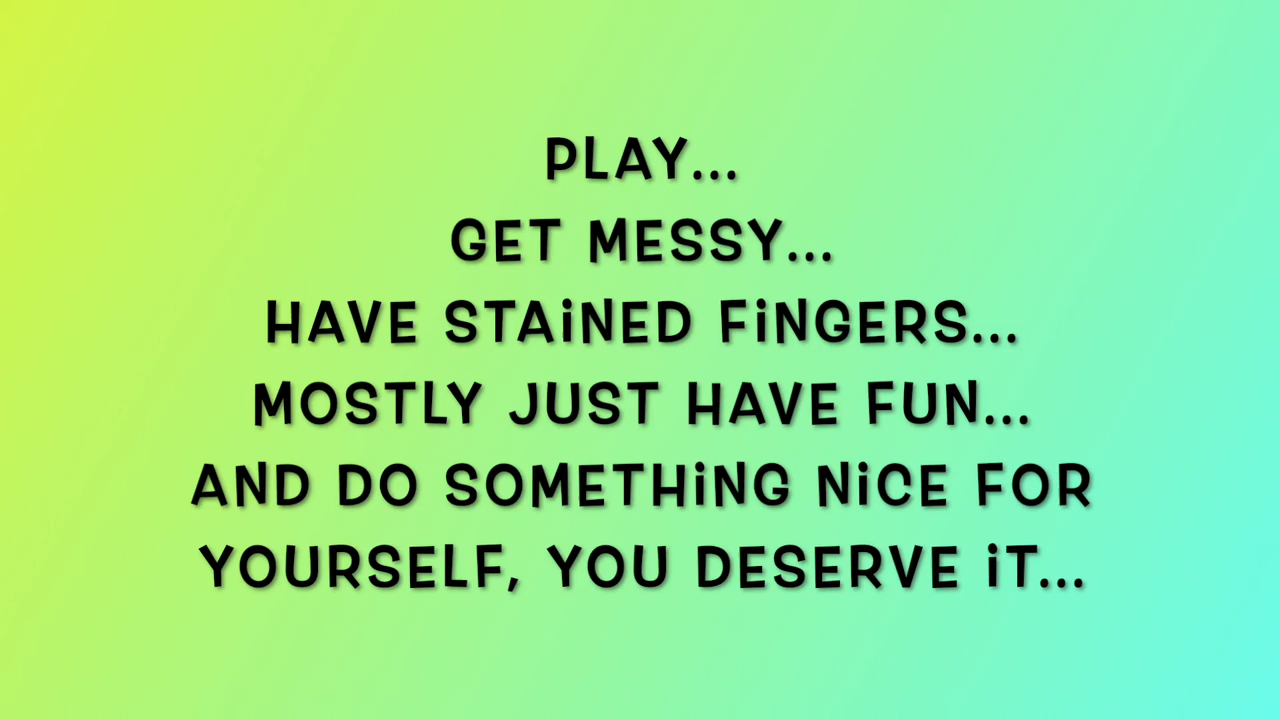 PLAY...
GET MESSY...
HAVE STAiNED FiNGERS...
MOSTLY JUST HAVE FUN...
AND DO SOMETHiNG NiCE FOR
YOURSELF, YOU DESERVE iT...